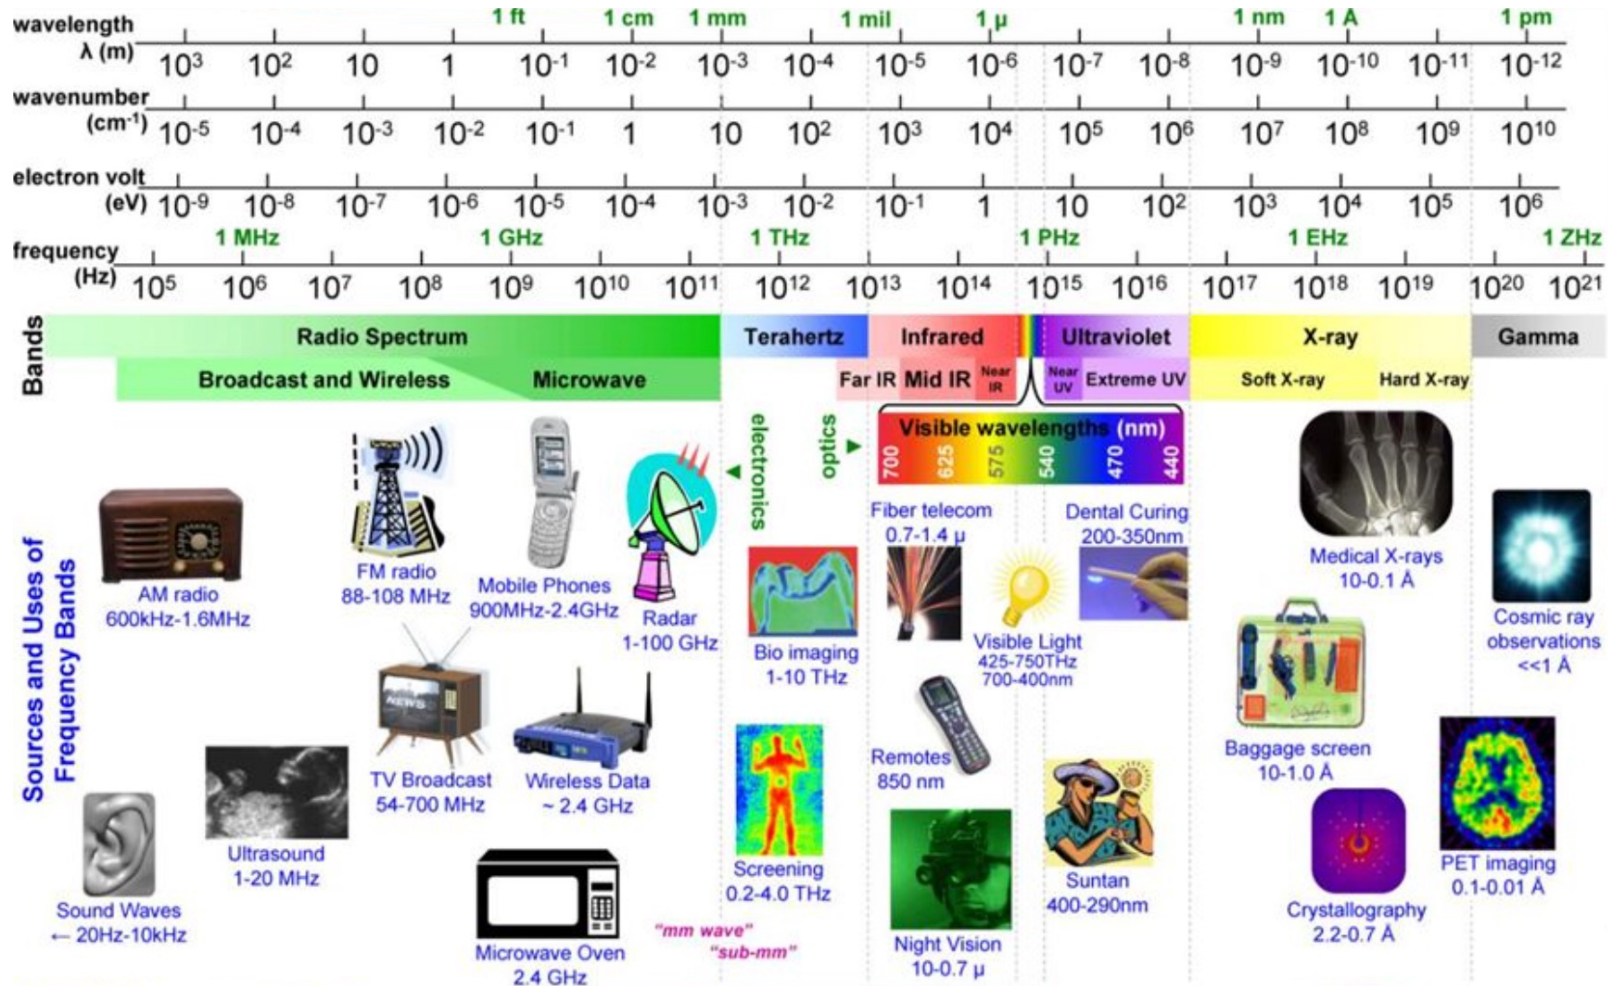 1 ft 1 cm 1 mm 1 mil 1 µ 1 nm 1 Å 1 pm
wavelength
λ (m)
10³ 10² 10 1 10⁻¹ 10⁻² 10⁻³ 10⁻⁴ 10⁻⁵ 10⁻⁶ 10⁻⁷ 10⁻⁸ 10⁻⁹ 10⁻¹⁰ 10⁻¹¹ 10⁻¹²
wavenumber
(cm⁻¹)
10⁻⁵ 10⁻⁴ 10⁻³ 10⁻² 10⁻¹ 1 10 10² 10³ 10⁴ 10⁵ 10⁶ 10⁷ 10⁸ 10⁹ 10¹⁰
electron volt
(eV)
10⁻⁹ 10⁻⁸ 10⁻⁷ 10⁻⁶ 10⁻⁵ 10⁻⁴ 10⁻³ 10⁻² 10⁻¹ 1 10 10² 10³ 10⁴ 10⁵ 10⁶
1 MHz 1 GHz 1 THz 1 PHz 1 EHz 1 ZHz
frequency
(Hz)
10⁵ 10⁶ 10⁷ 10⁸ 10⁹ 10¹⁰ 10¹¹ 10¹² 10¹³ 10¹⁴ 10¹⁵ 10¹⁶ 10¹⁷ 10¹⁸ 10¹⁹ 10²⁰ 10²¹
Bands
Radio Spectrum Terahertz Infrared Ultraviolet X-ray Gamma
Broadcast and Wireless Microwave
Far IR Mid IR
Near
IR
Near
UV
Extreme UV Soft X-ray Hard X-ray
electronics
optics
Visible wavelengths (nm)
700 625 575 540 470 440
Sources and Uses of
Frequency Bands
AM radio
600kHz-1.6MHz
FM radio
88-108 MHz
Mobile Phones
900MHz-2.4GHz
Radar
1-100 GHz
Bio imaging
1-10 THz
Fiber telecom
0.7-1.4 µ
Visible Light
425-750THz
700-400nm
Dental Curing
200-350nm
Medical X-rays
10-0.1 Å
Cosmic ray
observations
<<1 Å
Sound Waves
← 20Hz-10kHz
Ultrasound
1-20 MHz
NEWS
TV Broadcast
54-700 MHz
Wireless Data
~ 2.4 GHz
Microwave Oven
2.4 GHz
"mm wave"
"sub-mm"
Screening
0.2-4.0 THz
Remotes
850 nm
Night Vision
10-0.7 µ
Suntan
400-290nm
Baggage screen
10-1.0 Å
Crystallography
2.2-0.7 Å
PET imaging
0.1-0.01 Å